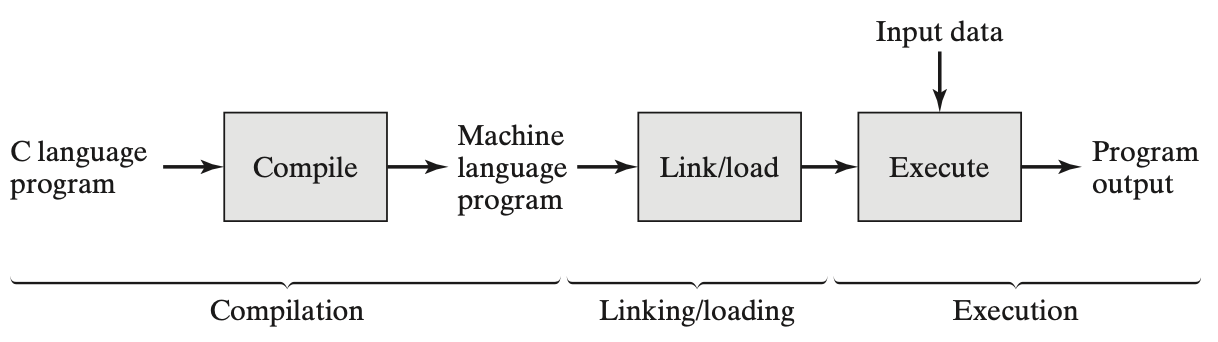 Input data
C language
program
Compile
Machine
language
program
Link/load
Execute
Program
output
Compilation
Linking/loading
Execution